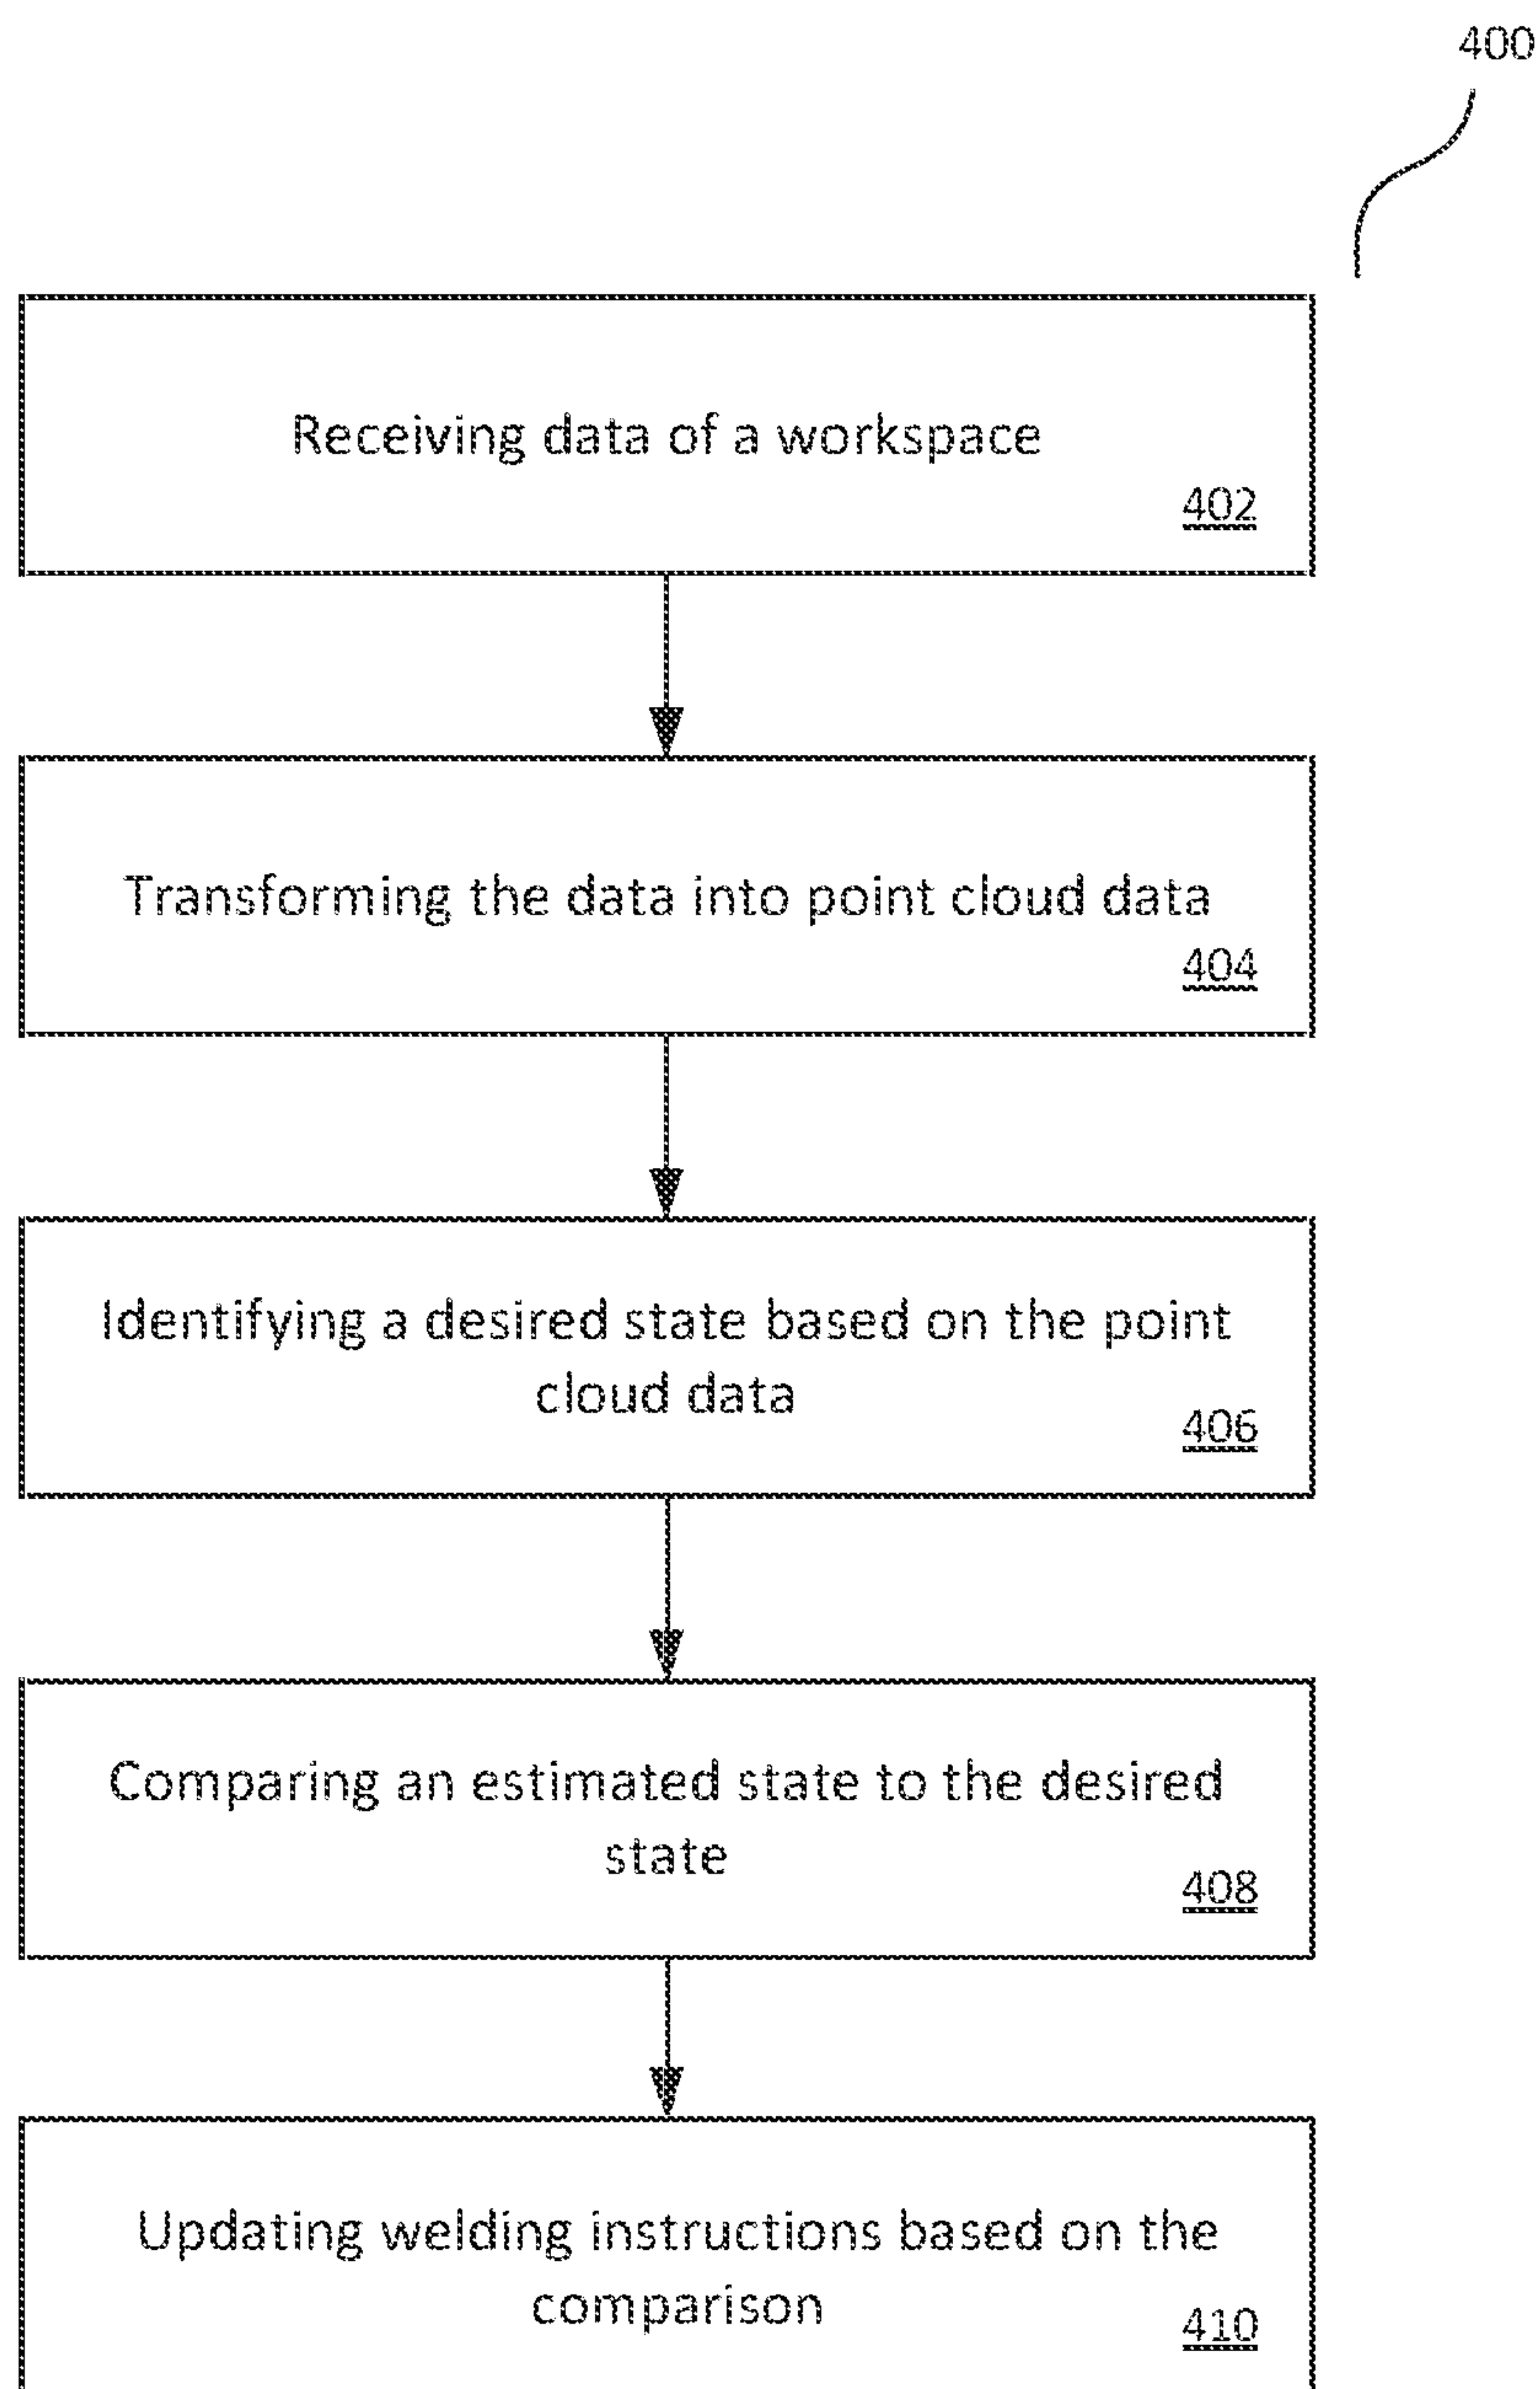 400
Receiving data of a workspace
402
Transforming the data into point cloud data
404
Identifying a desired state based on the point
cloud data
406
Comparing an estimated state to the desired
state
408
Updating welding instructions based on the
comparison
410